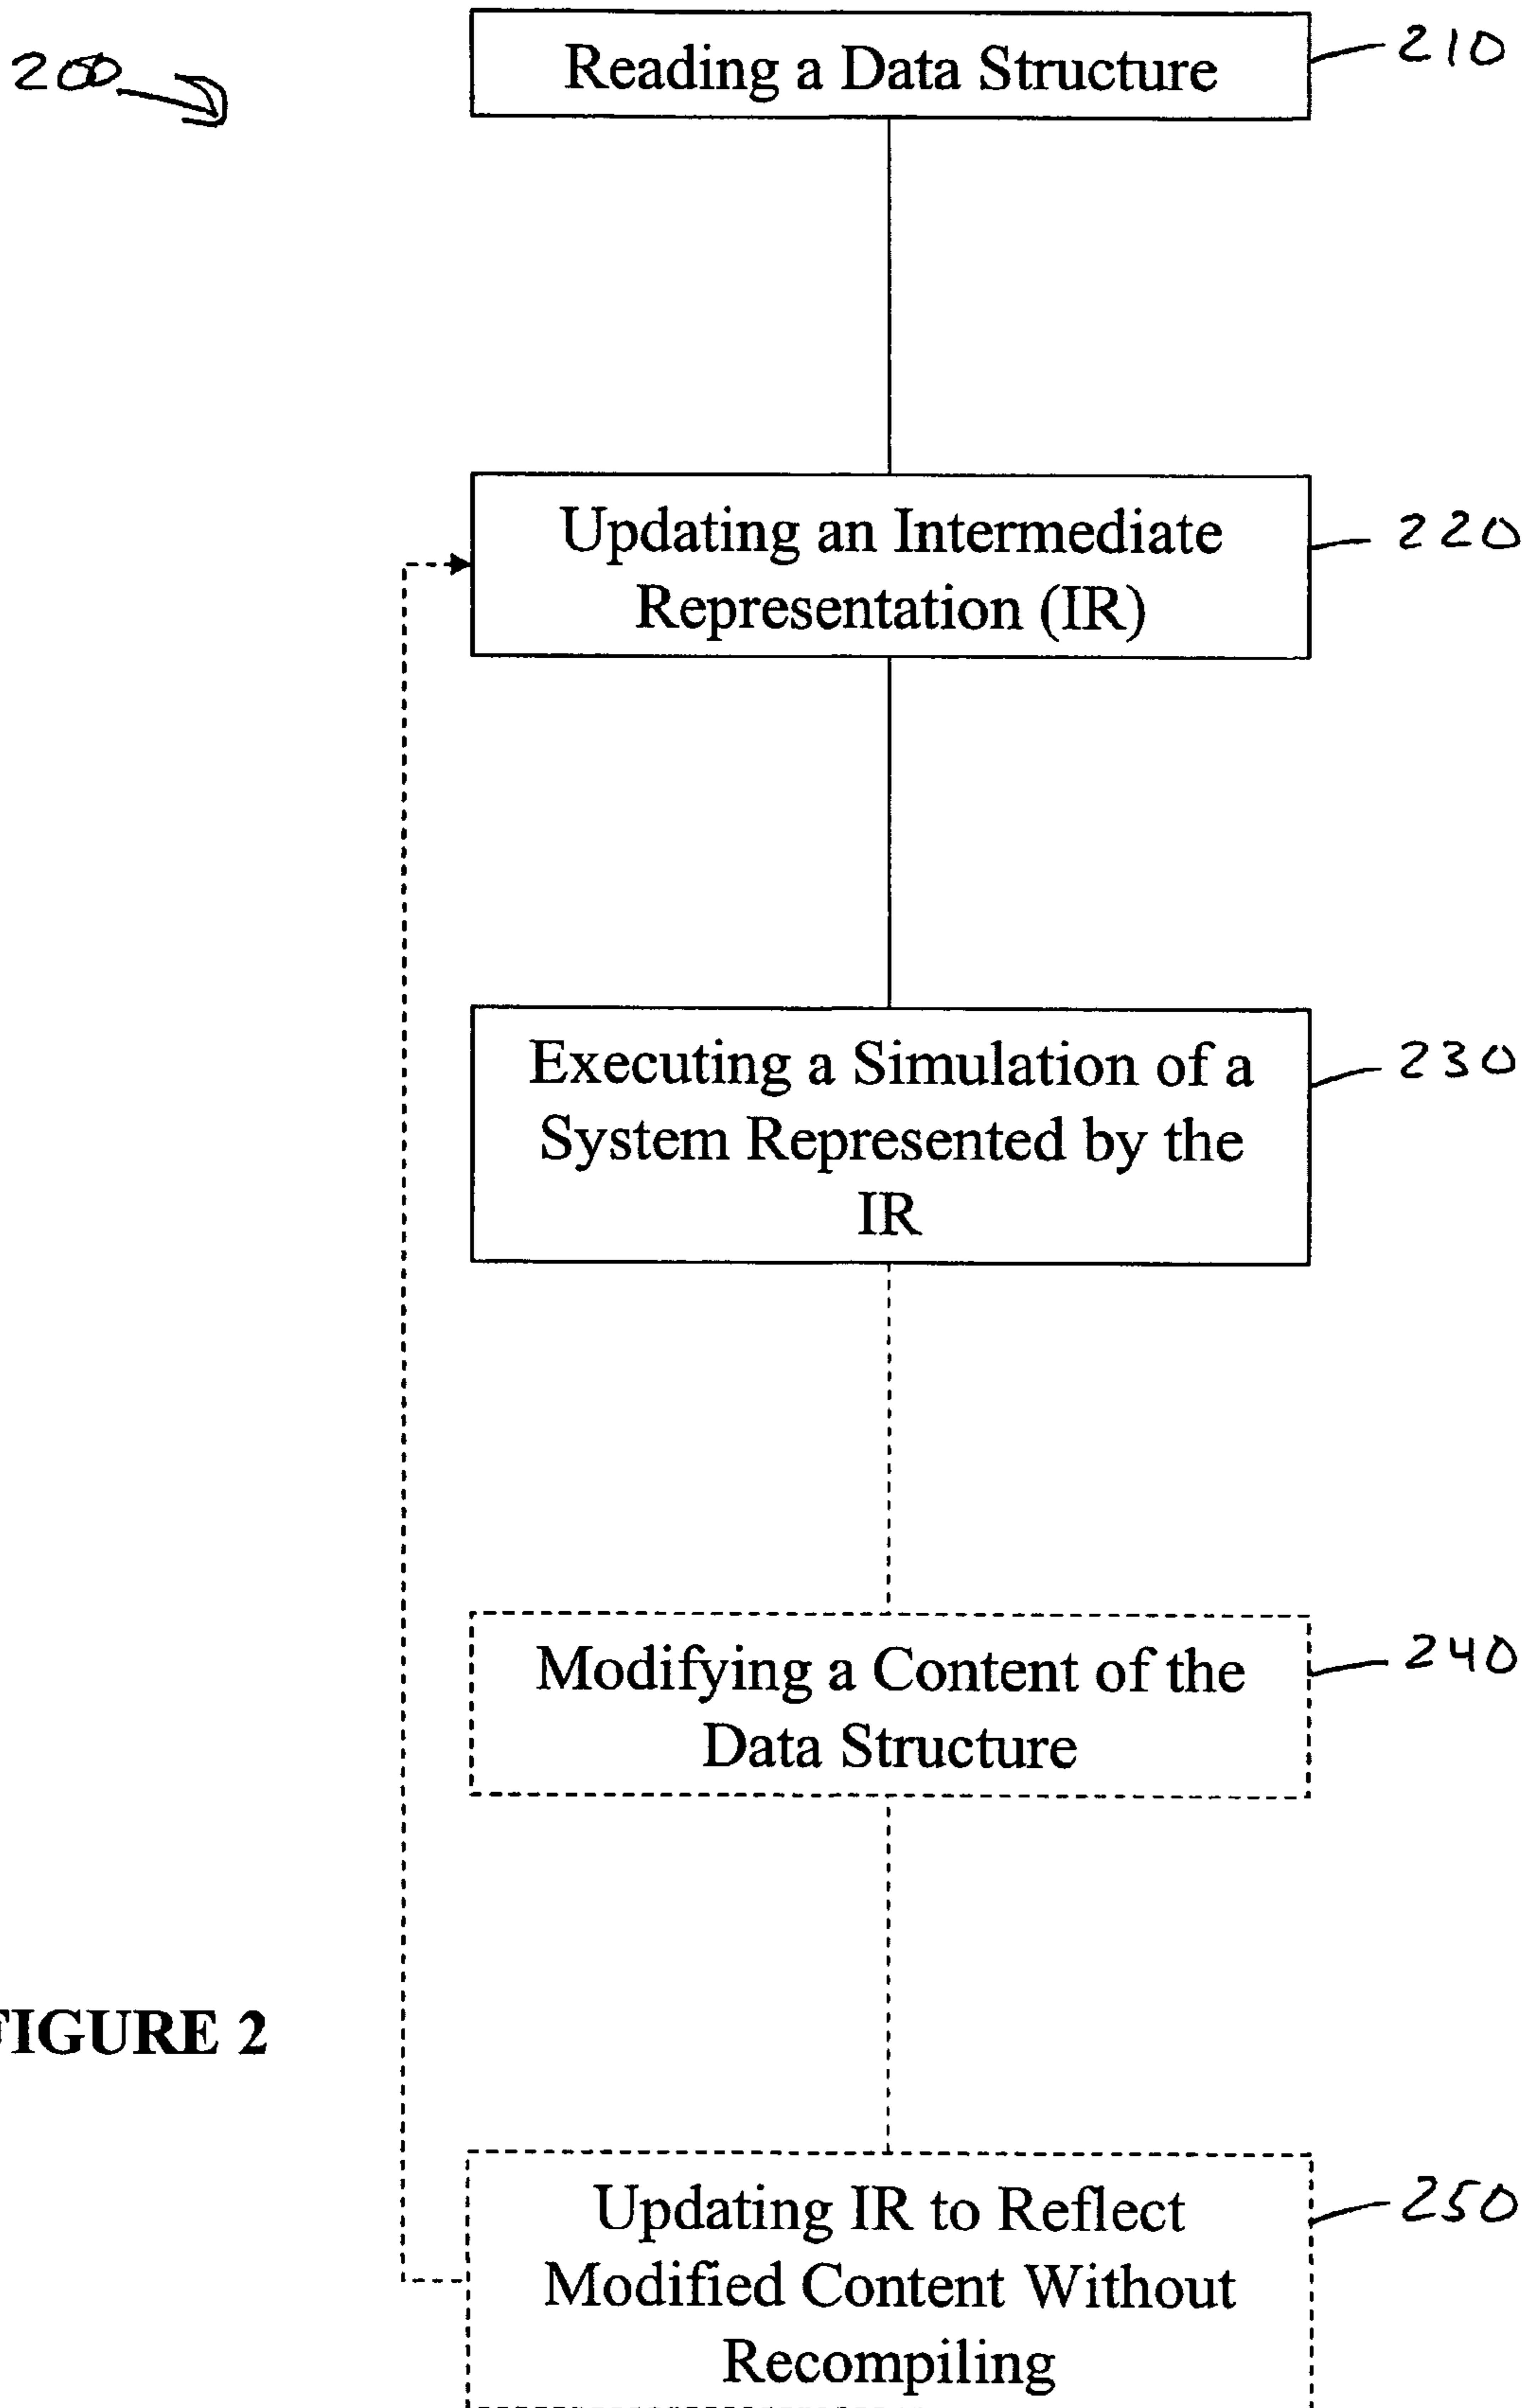 200
Reading a Data Structure
210
Updating an Intermediate
Representation (IR)
220
Executing a Simulation of a
System Represented by the
IR
230
Modifying a Content of the
Data Structure
240
FIGURE 2
Updating IR to Reflect
Modified Content Without
Recompiling
250